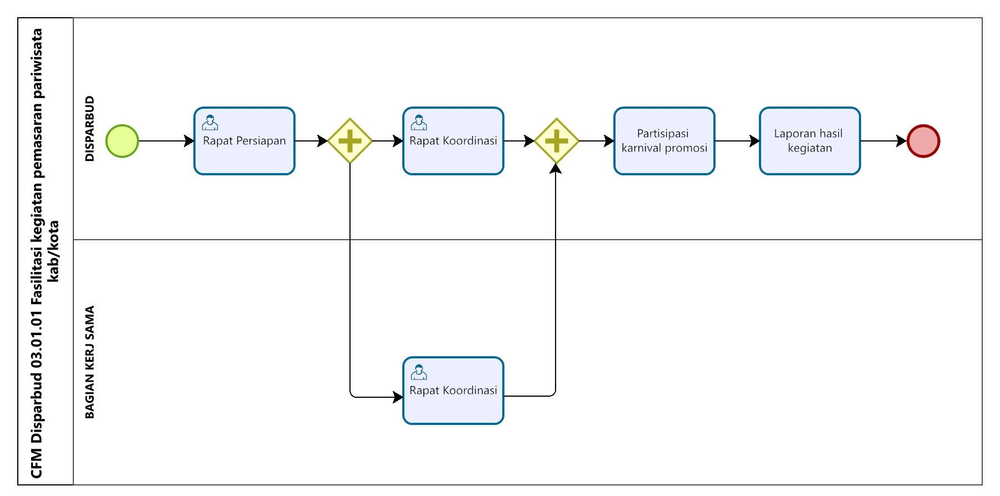 CFM Disparbud 03.01.01 Fasilitasi kegiatan pemasaran pariwisata
kab/kota
DISPARBUD
Rapat Persiapan
Rapat Koordinasi
Partisipasi
karnival promosi
Laporan hasil
kegiatan
BAGIAN KERJ SAMA
Rapat Koordinasi